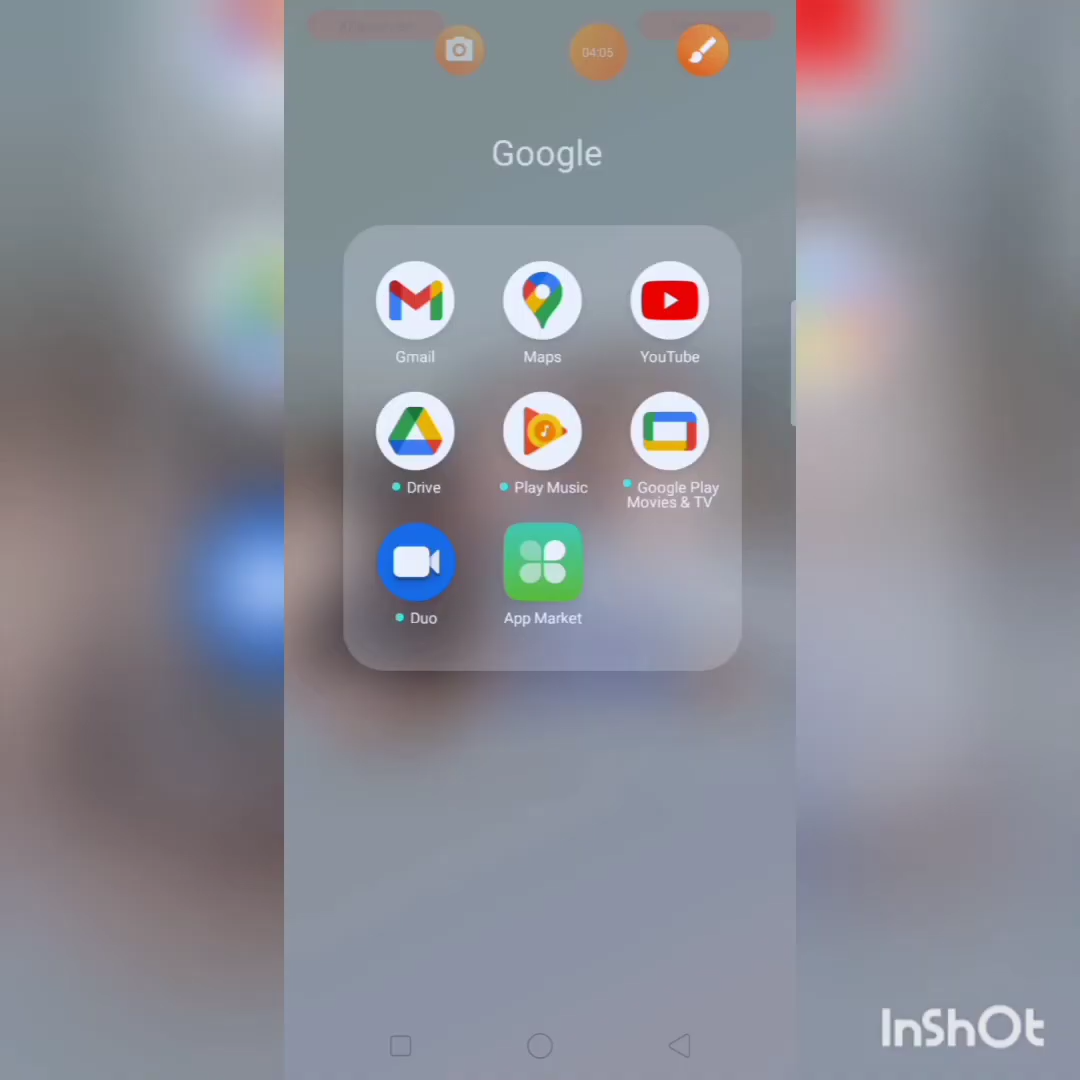 04:05
Google
Gmail
Maps
YouTube
Drive
Play Music
Google Play
Movies & TV
Duo
App Market
InShOt